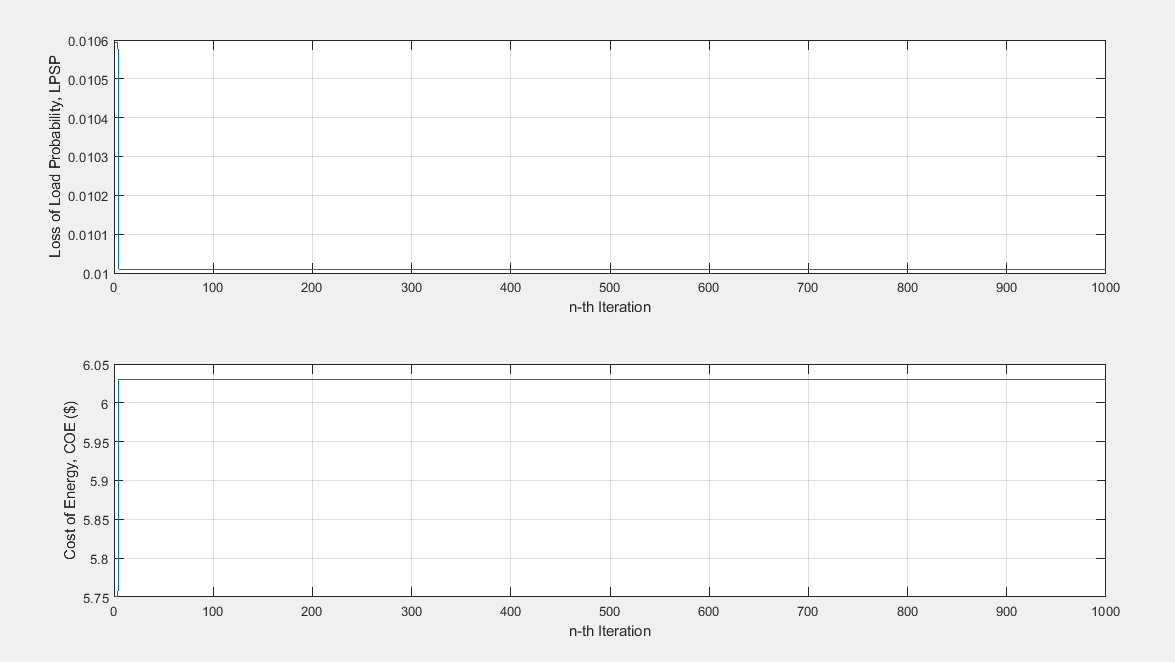 0.0106
0.0105
0.0104
0.0103
0.0102
0.0101
0.01
Loss of Load Probability, LPSP
0 100 200 300 400 500 600 700 800 900 1000
n-th Iteration
6.05
6
5.95
5.9
5.85
5.8
5.75
Cost of Energy, COE ($)
0 100 200 300 400 500 600 700 800 900 1000
n-th Iteration